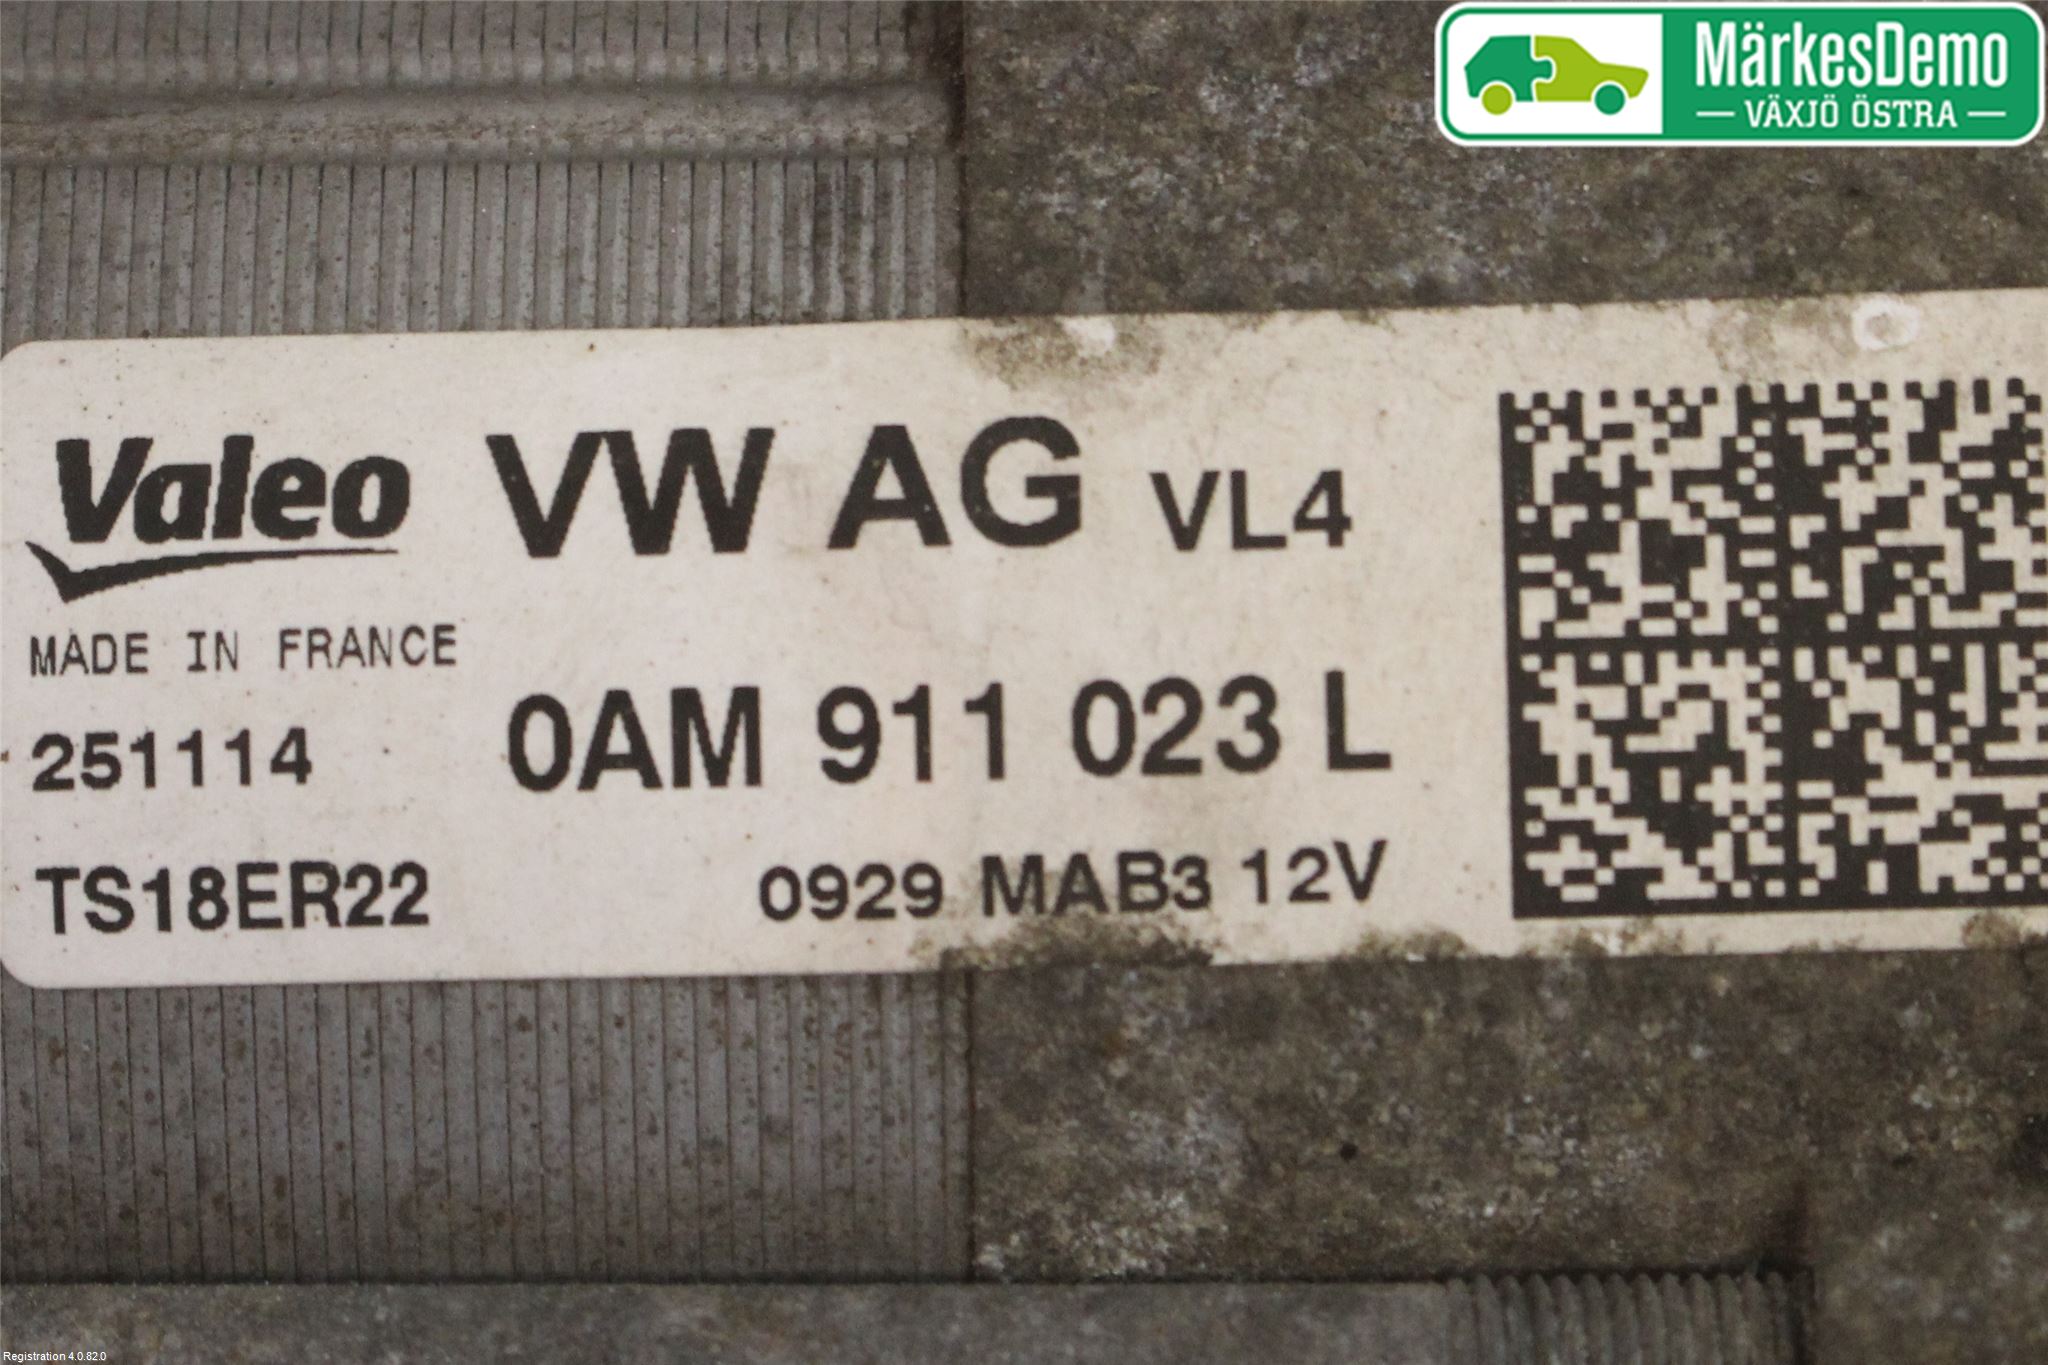 MärkesDemo
VÄXJÖ ÖSTRA
Valeo VW AG VL4
MADE IN FRANCE
251114 0AM 911 023 L
TS18ER22 0929 MAB3 12V
Registration 4.0.82.0